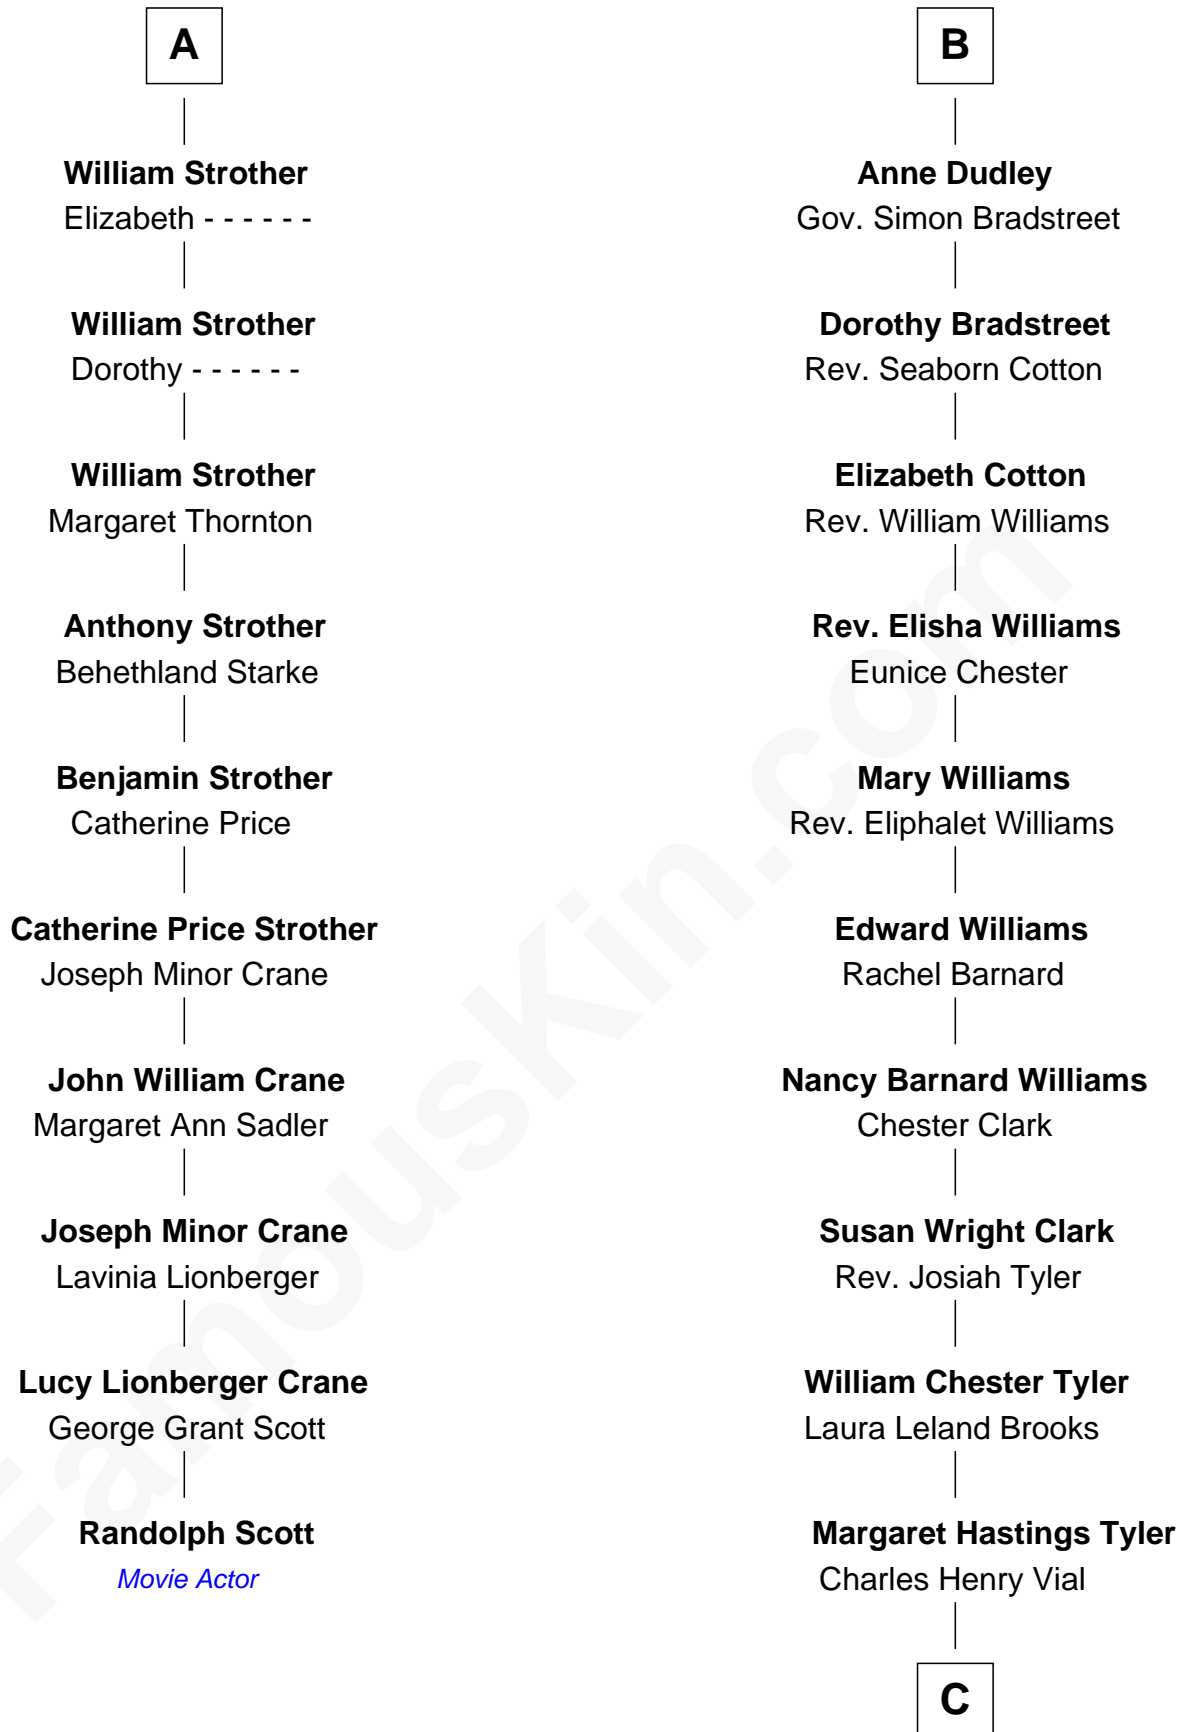 A
William Strother
Elizabeth - - - - - -
William Strother
Dorothy - - - - - -
William Strother
Margaret Thornton
Anthony Strother
Behethland Starke
Benjamin Strother
Catherine Price
Catherine Price Strother
Joseph Minor Crane
John William Crane
Margaret Ann Sadler
Joseph Minor Crane
Lavinia Lionberger
Lucy Lionberger Crane
George Grant Scott
Randolph Scott
Movie Actor
B
Anne Dudley
Gov. Simon Bradstreet
Dorothy Bradstreet
Rev. Seaborn Cotton
Elizabeth Cotton
Rev. William Williams
Rev. Elisha Williams
Eunice Chester
Mary Williams
Rev. Eliphalet Williams
Edward Williams
Rachel Barnard
Nancy Barnard Williams
Chester Clark
Susan Wright Clark
Rev. Josiah Tyler
William Chester Tyler
Laura Leland Brooks
Margaret Hastings Tyler
Charles Henry Vial
C
FamousKin.com